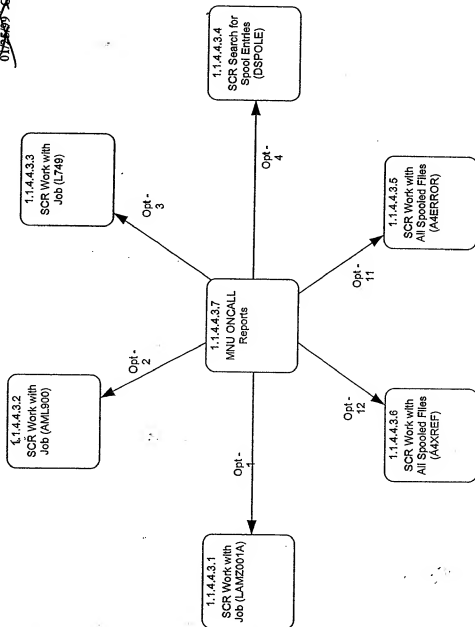 01/25/99
1.1.4.4.3.4
SCR Search for
Spool Entries
(DSPOLE)
1.1.4.4.3.3
SCR Work with
Job (L749)
1.1.4.4.3.2
SCR Work with
Job (AML900)
Opt -
3
Opt -
4
Opt -
2
1.1.4.4.3.7
MNU ONCALL
Reports
Opt -
1
Opt -
11
Opt -
12
1.1.4.4.3.5
SCR Work with
All Spooled Files
(A4ERROR)
1.1.4.4.3.1
SCR Work with
Job (LAMZ001A)
1.1.4.4.3.6
SCR Work with
All Spooled Files
(A4XREF)